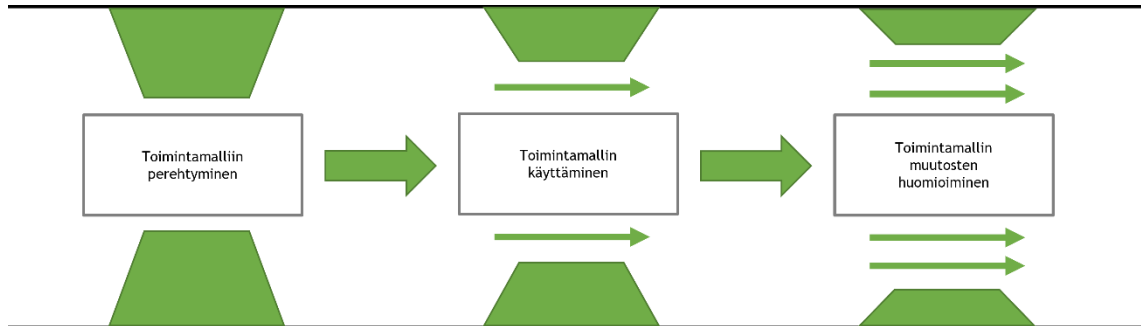 Toimintamalliin
perehtyminen
Toimintamallin
käyttäminen
Toimintamallin
muutosten
huomioiminen